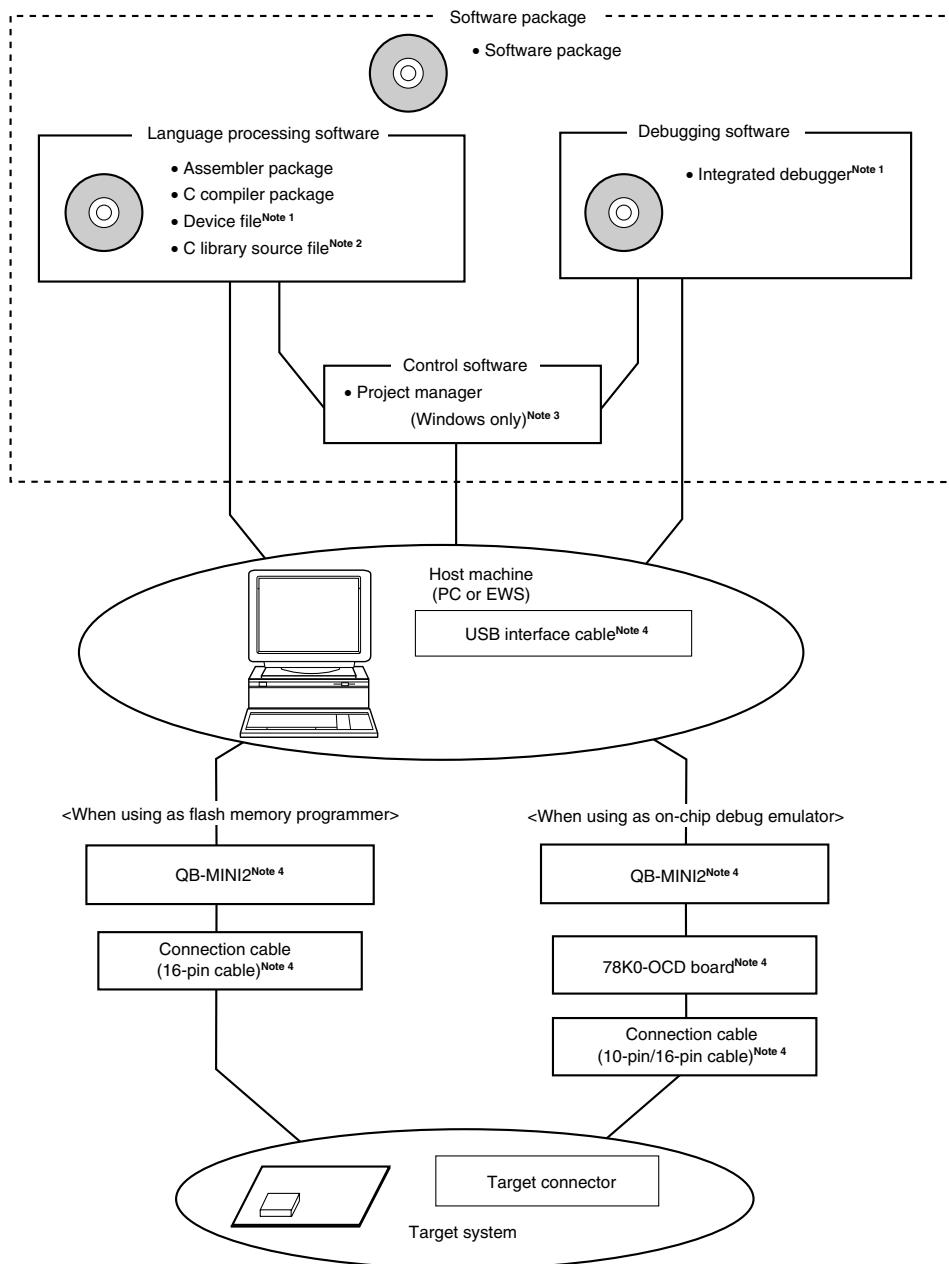 Software package
• Software package
Language processing software
• Assembler package
• C compiler package
• Device fileNote 1
• C library source fileNote 2
Debugging software
• Integrated debuggerNote 1
Control software
• Project manager
(Windows only)Note 3
Host machine
(PC or EWS)
USB interface cableNote 4
<When using as flash memory programmer>
QB-MINI2Note 4
Connection cable
(16-pin cable)Note 4
<When using as on-chip debug emulator>
QB-MINI2Note 4
78K0-OCD boardNote 4
Connection cable
(10-pin/16-pin cable)Note 4
Target connector
Target system